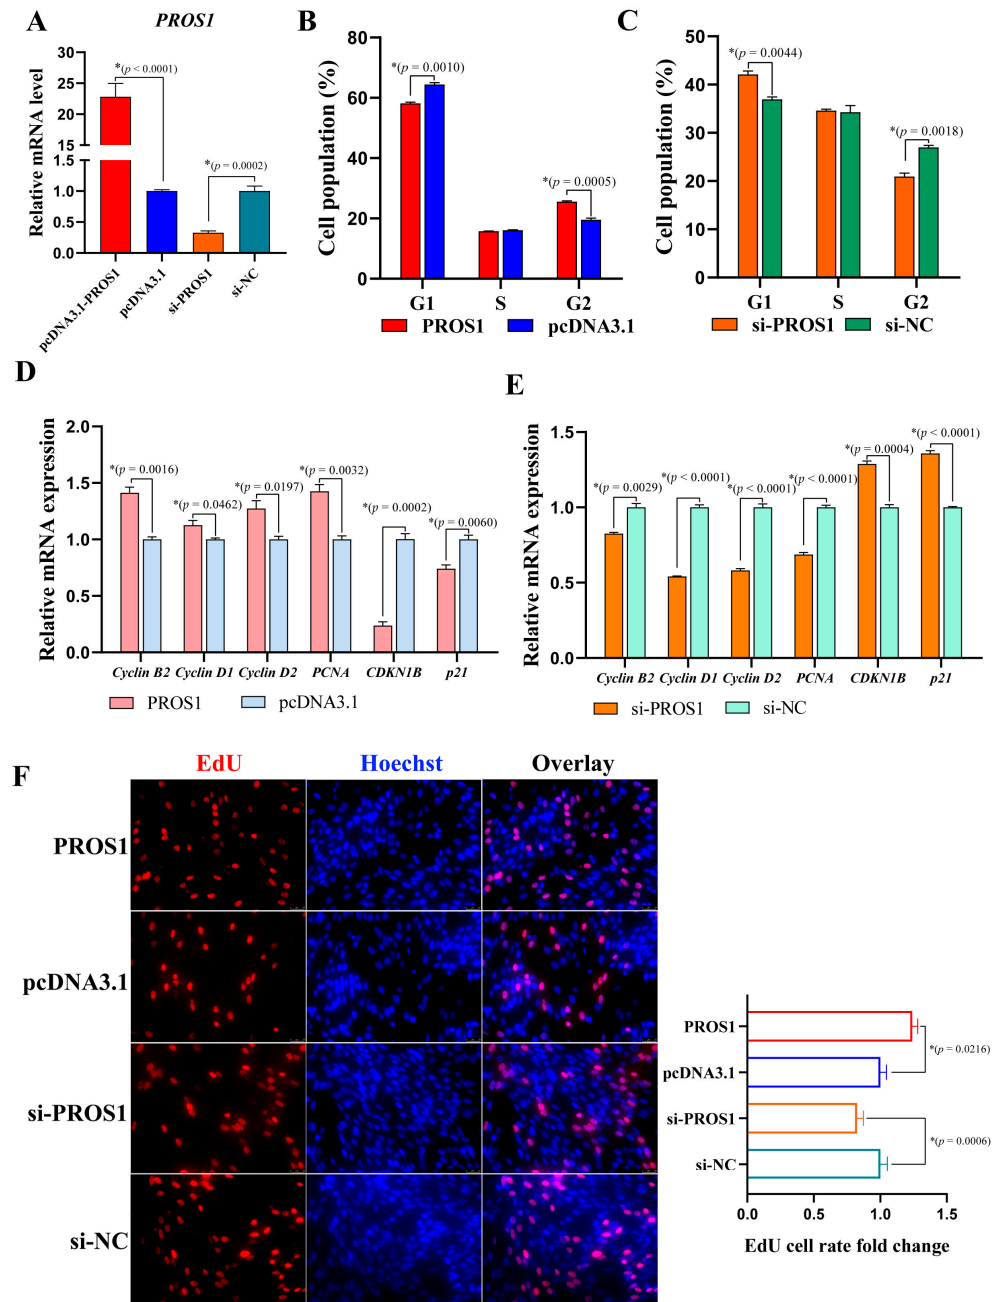 A
PROS1
Relative mRNA level
30
25
20
15
1.5
1.0
0.5
0.0
*(p < 0.0001)
*(p = 0.0002)
pcDNA3.1-PROS1
pcDNA3.1
si-PROS1
si-NC
B
Cell population (%)
80
60
40
20
0
*(p = 0.0010)
*(p = 0.0005)
G1 S G2
PROS1 pcDNA3.1
C
Cell population (%)
50
40
30
20
10
0
*(p = 0.0044)
*(p = 0.0018)
G1 S G2
si-PROS1 si-NC
D
Relative mRNA expression
2.0
1.5
1.0
0.5
0.0
*(p = 0.0016)
*(p = 0.0462)
*(p = 0.0197)
*(p = 0.0032)
*(p = 0.0002)
*(p = 0.0060)
Cyclin B2 Cyclin D1 Cyclin D2 PCNA CDKN1B p21
PROS1 pcDNA3.1
E
Relative mRNA expression
1.5
1.0
0.5
0.0
*(p = 0.0029)
*(p < 0.0001)
*(p < 0.0001)
*(p < 0.0001)
*(p = 0.0004)
*(p < 0.0001)
Cyclin B2 Cyclin D1 Cyclin D2 PCNA CDKN1B p21
si-PROS1 si-NC
F
EdU Hoechst Overlay
PROS1
pcDNA3.1
si-PROS1
si-NC
PROS1
pcDNA3.1
si-PROS1
si-NC
*(p = 0.0216)
*(p = 0.0006)
0.0 0.5 1.0 1.5
EdU cell rate fold change